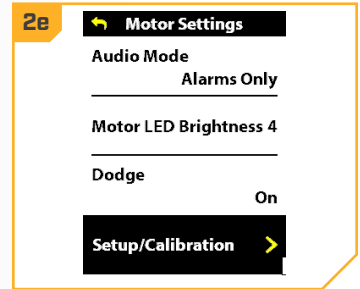 2e
Motor Settings
Audio Mode
Alarms Only
Motor LED Brightness 4
Dodge
On
Setup/Calibration